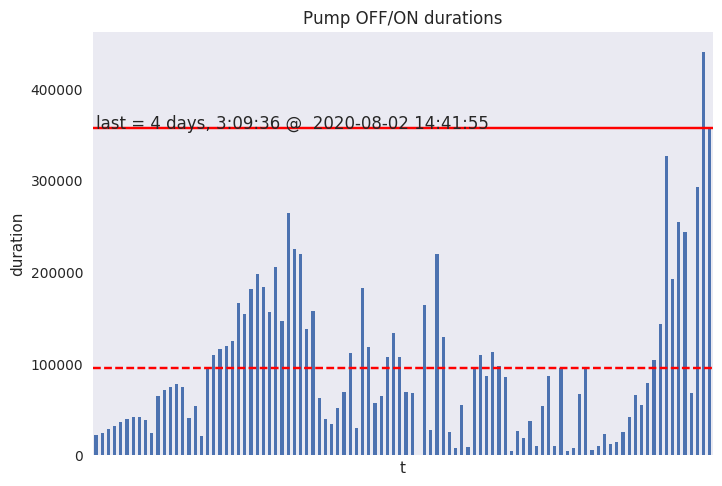 Pump OFF/ON durations
400000
last = 4 days, 3:09:36 @  2020-08-02 14:41:55
300000
duration
200000
100000
0
t